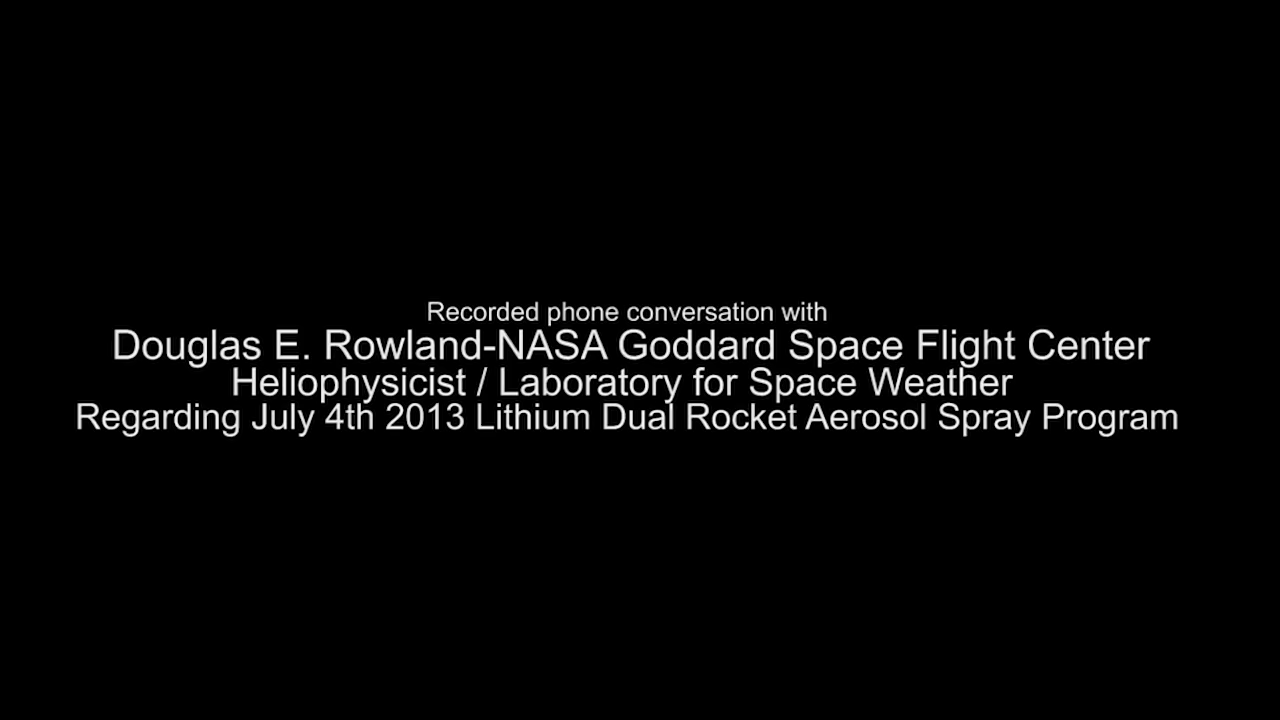 Recorded phone conversation with
Douglas E. Rowland-NASA Goddard Space Flight Center
Heliophysicist / Laboratory for Space Weather
Regarding July 4th 2013 Lithium Dual Rocket Aerosol Spray Program